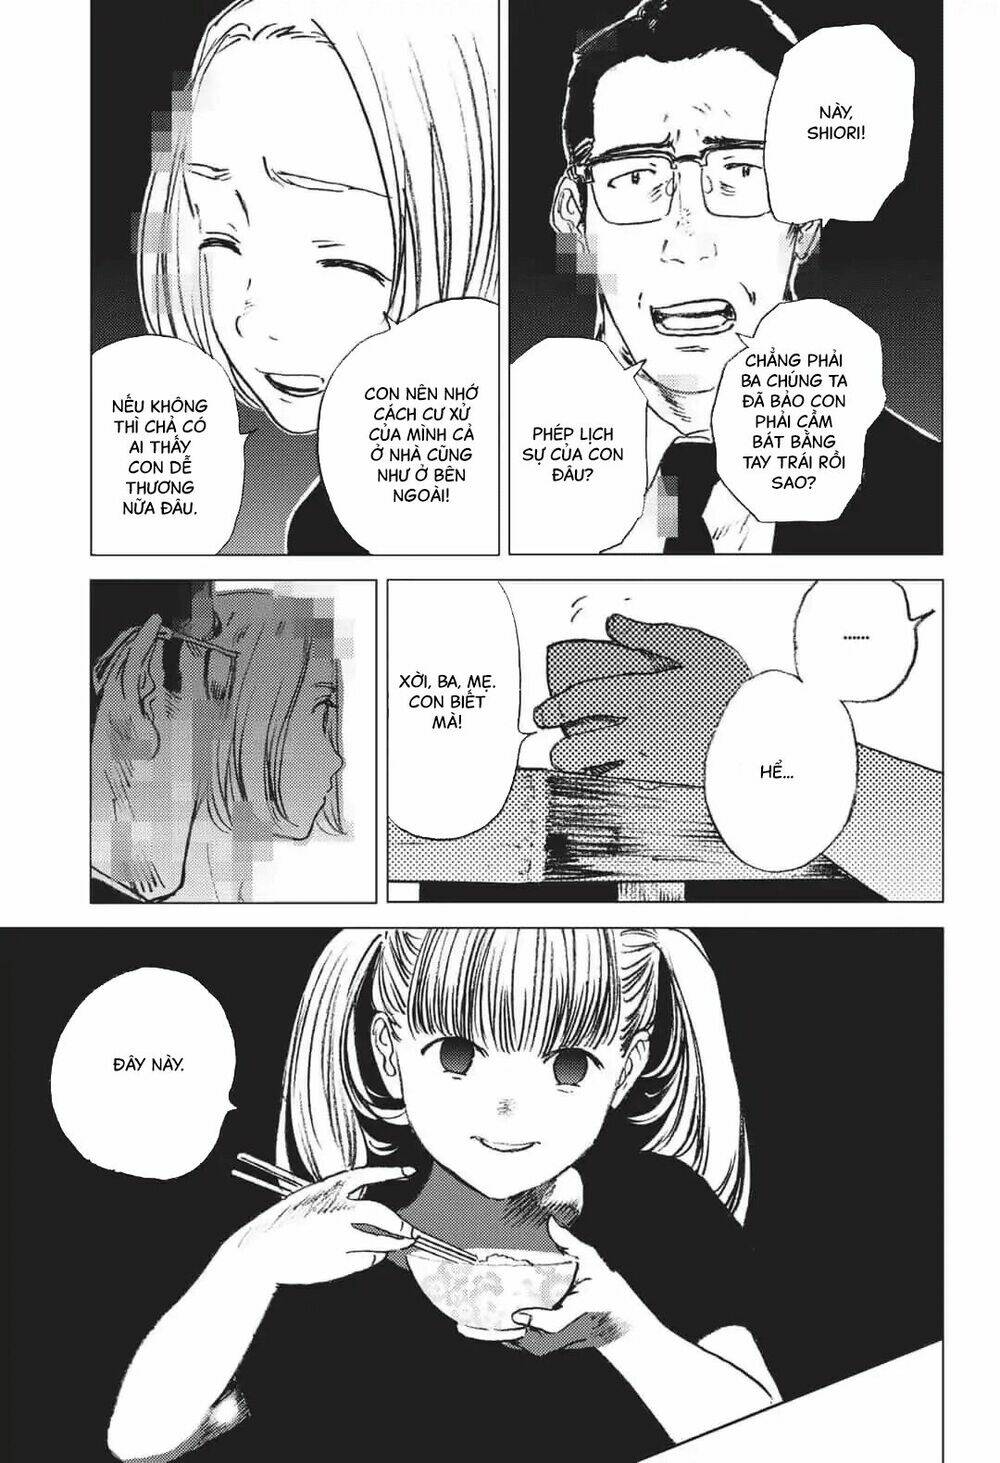 NÀY,
SHIORI!
CHẲNG PHẢI
BA CHÚNG TA
ĐÃ BẢO CON
PHẢI CẦM
BÁT BẰNG
TAY TRÁI RỒI
SAO?
PHÉP LỊCH
SỰ CỦA CON
ĐÂU?
CON NÊN NHỚ
CÁCH CƯ XỬ
CỦA MÌNH CẢ
Ở NHÀ CŨNG
NHƯ Ở BÊN
NGOÀI!
NẾU KHÔNG
THÌ CHẢ CÓ
AI THẤY
CON DỄ
THƯƠNG
NỮA ĐÂU.
......
HỂ...
XỜI, BA, MẸ.
CON BIẾT
MÀ!
ĐÂY NÀY.